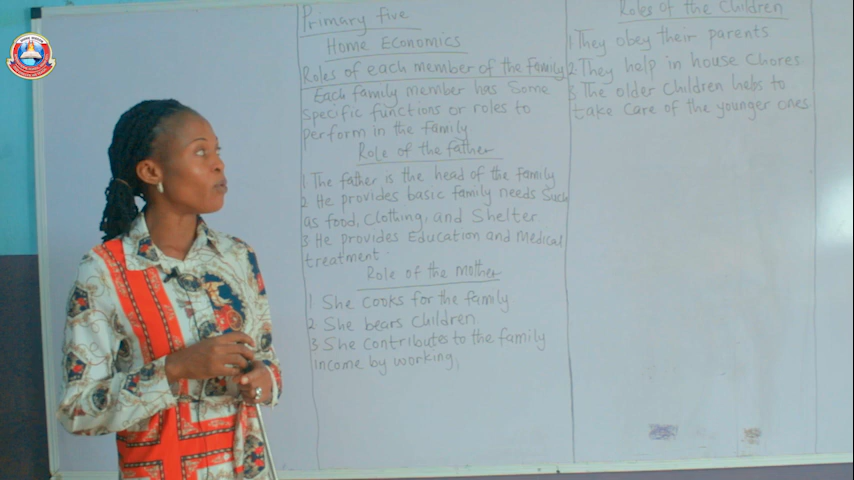 Primary five
Home Economics
Roles of each member of the family
Each family member has Some
specific functions or roles to
perform in the family
Role of the father
1 The father is the head of the family
2 He provides basic family needs Such
as food, Clothing, and Shelter
3 He provides Education and Medical
treatment.
Role of the mother
1 She cooks for the family
2 She bears Children
3 She contributes to the family
income by working.
Roles of the Children
1 They obey their parents
2 They help in house Chores
3 The older Children helps to
take care of the younger ones